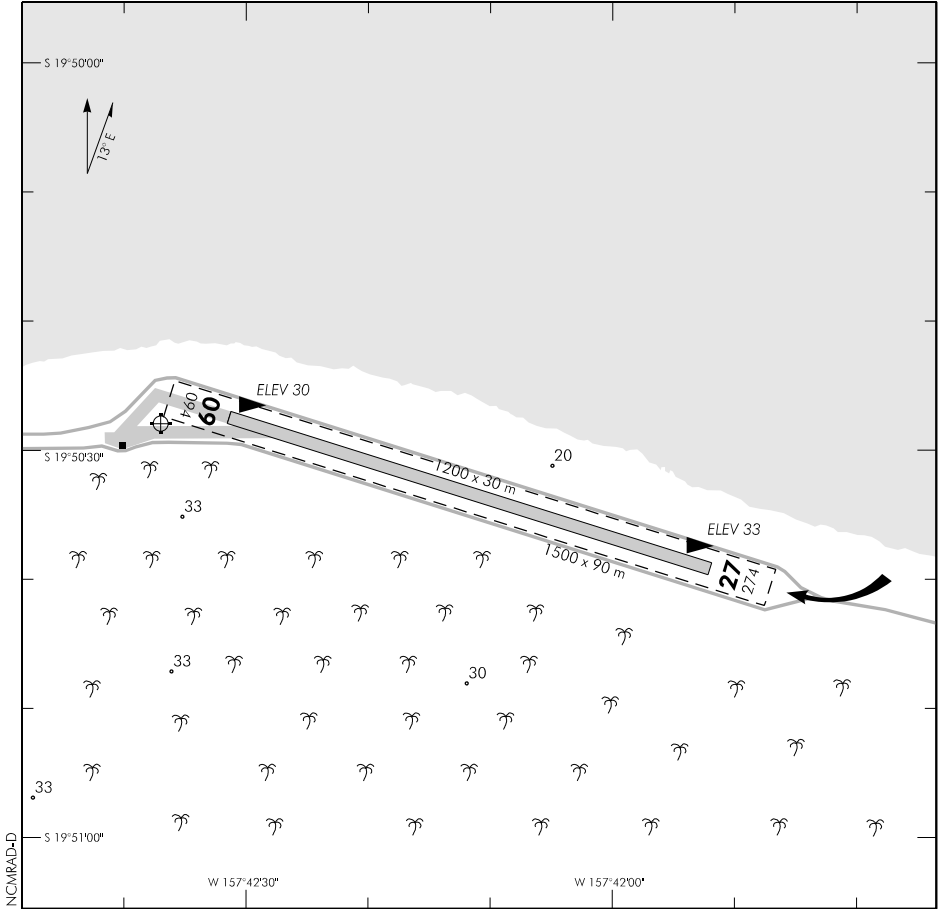 S 19°50'00"
13° E
ELEV 30
094
09
S 19°50'30"
1200 x 30 m
20
33
ELEV 33
1500 x 90 m
27
274
33
30
33
S 19°51'00"
NCMRAD-D
W 157°42'30"
W 157°42'00"